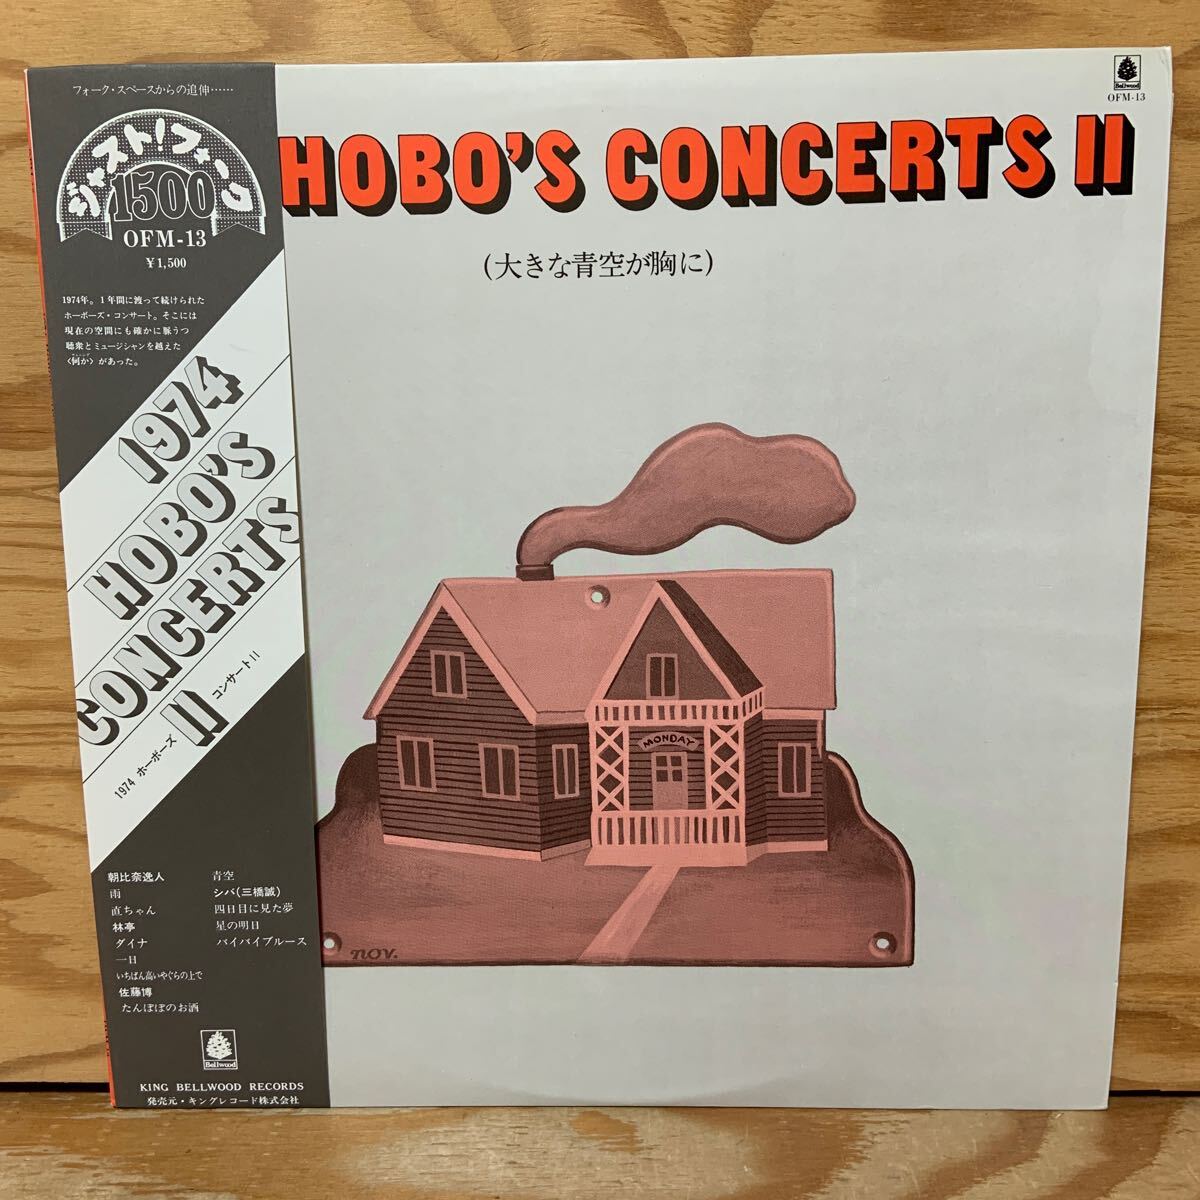 フォーク・スペースからの追伸……
ジャスト!フォーク
1500
OFM-13
¥1,500
1974年。1年間に渡って続けられた
ホーボーズ・コンサート。そこには
現在の空間にも確かに脈うつ
聴衆とミュージシャンを越えた
〈何か〉があった。
1974
HOBO'S
CONCERTS
II
1974 ホーボーズ コンサート II
朝比奈逸人
雨
直ちゃん
林亭
ダイナ
一日
いちばん高いやぐらの上で
佐藤博
たんぽぽのお酒
青空
シバ(三橋誠)
四日目に見た夢
星の明日
バイバイブルース
Bellwood
KING BELLWOOD RECORDS
発売元・キングレコード株式会社
Bellwood
OFM-13
HOBO'S CONCERTS II
(大きな青空が胸に)
MONDAY
nov.